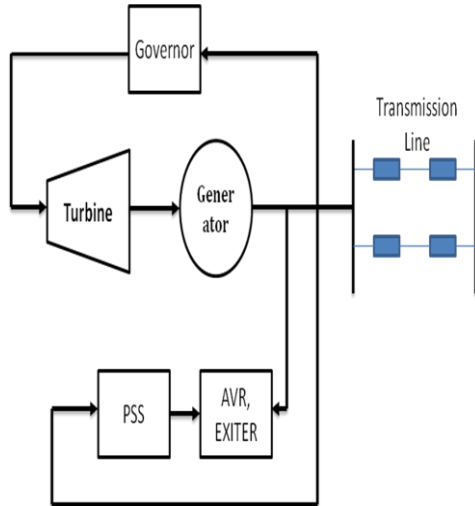 Governor
Transmission
Line
Turbine
Gener
ator
PSS
AVR,
EXITER